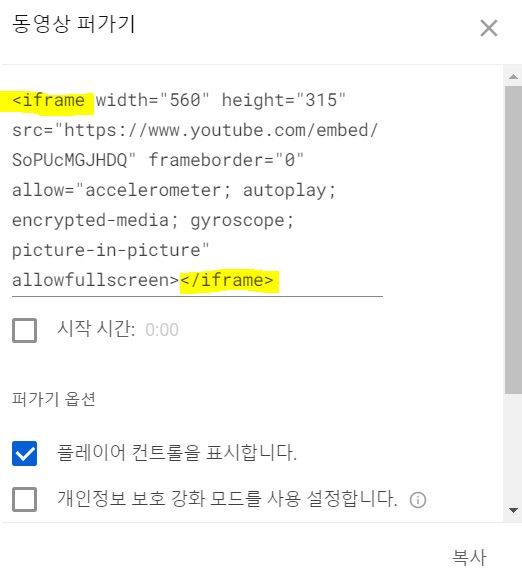 동영상 퍼가기
<iframe width="560" height="315"
src="https://www.youtube.com/embed/
SoPUcMGJHDQ" frameborder="0"
allow="accelerometer; autoplay;
encrypted-media; gyroscope;
picture-in-picture"
allowfullscreen></iframe>
시작 시간: 0:00
퍼가기 옵션
플레이어 컨트롤을 표시합니다.
개인정보 보호 강화 모드를 사용 설정합니다.
복사